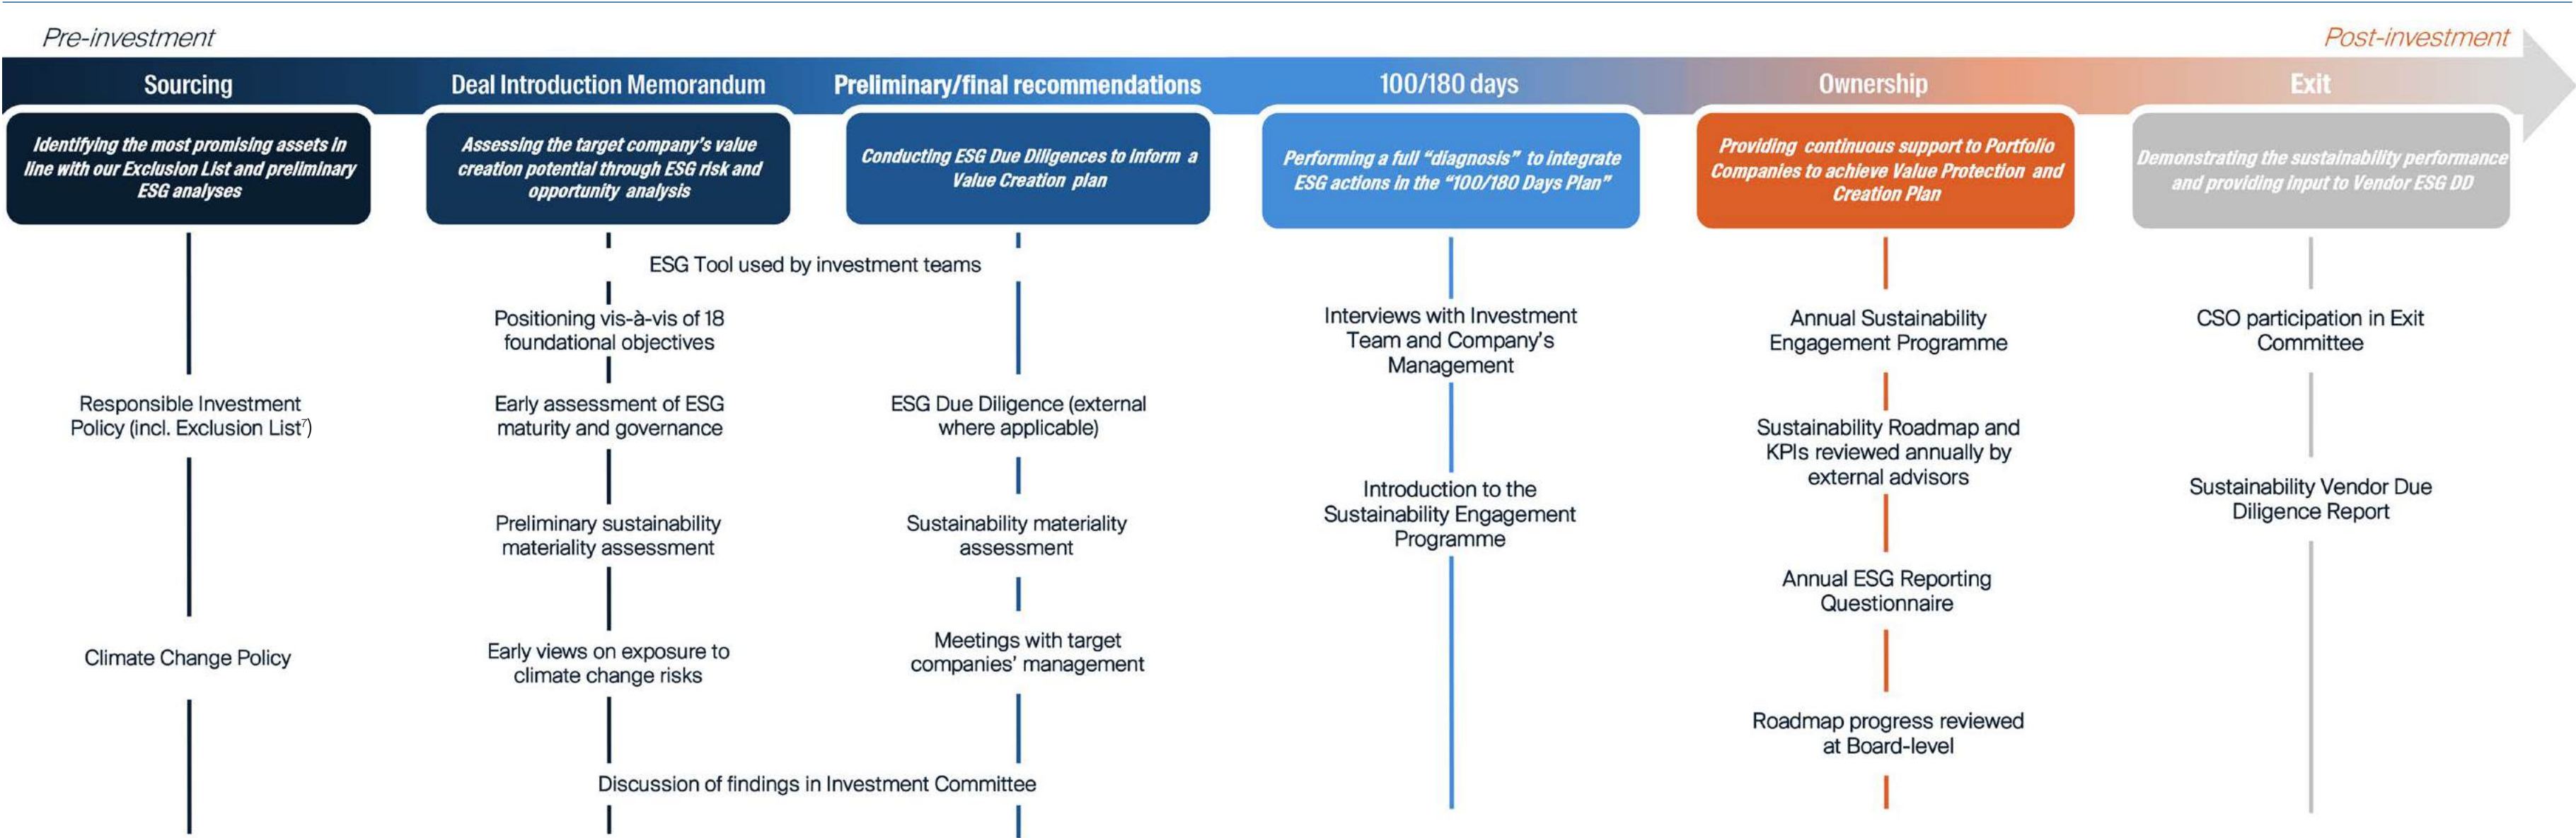 Pre-investment
Post-investment
Sourcing
Identifying the most promising assets in
line with our Exclusion List and preliminary
ESG analyses
Responsible Investment
Policy (incl. Exclusion List⁷)
Climate Change Policy
Deal Introduction Memorandum
Assessing the target company's value
creation potential through ESG risk and
opportunity analysis
Preliminary/final recommendations
Conducting ESG Due Diligences to inform a
Value Creation plan
ESG Tool used by investment teams
Positioning vis-à-vis of 18
foundational objectives
Early assessment of ESG
maturity and governance
Preliminary sustainability
materiality assessment
Early views on exposure to
climate change risks
ESG Due Diligence (external
where applicable)
Sustainability materiality
assessment
Meetings with target
companies' management
Discussion of findings in Investment Committee
100/180 days
Performing a full "diagnosis" to integrate
ESG actions in the "100/180 Days Plan"
Interviews with Investment
Team and Company's
Management
Introduction to the
Sustainability Engagement
Programme
Ownership
Providing continuous support to Portfolio
Companies to achieve Value Protection and
Creation Plan
Annual Sustainability
Engagement Programme
Sustainability Roadmap and
KPIs reviewed annually by
external advisors
Annual ESG Reporting
Questionnaire
Roadmap progress reviewed
at Board-level
Exit
Demonstrating the sustainability performance
and providing input to Vendor ESG DD
CSO participation in Exit
Committee
Sustainability Vendor Due
Diligence Report